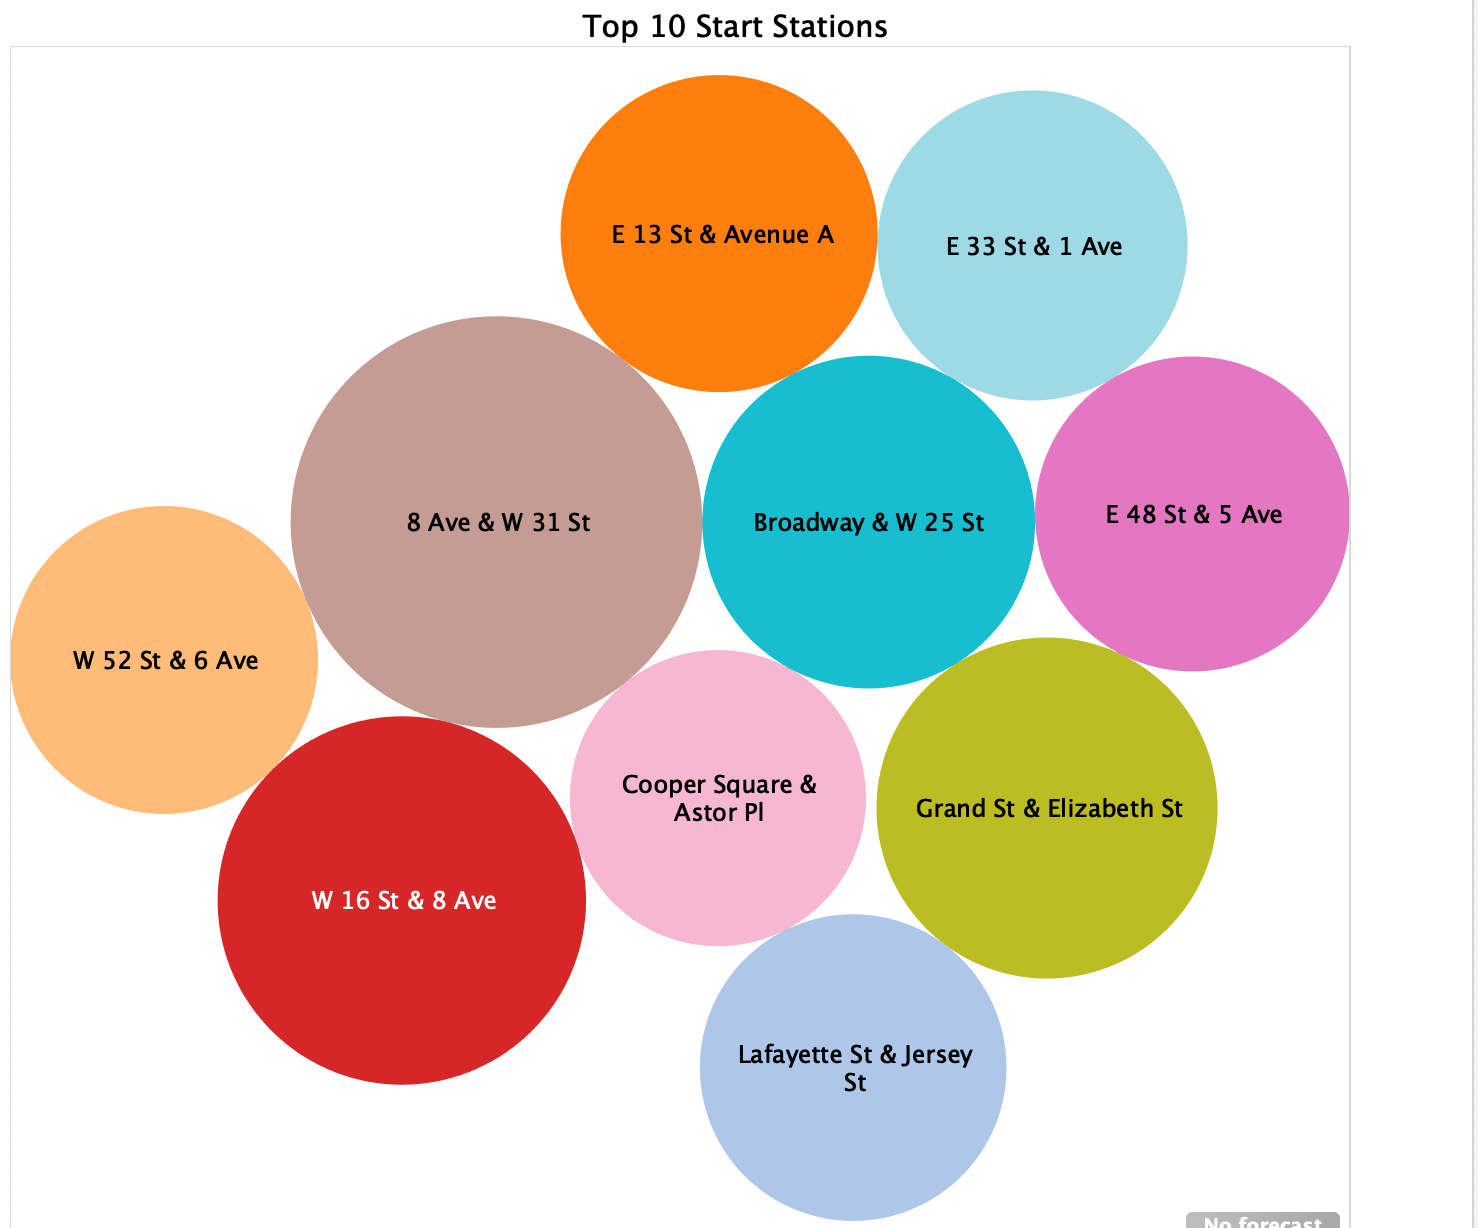 Top 10 Start Stations
E 13 St & Avenue A
E 33 St & 1 Ave
8 Ave & W 31 St
Broadway & W 25 St
E 48 St & 5 Ave
W 52 St & 6 Ave
Cooper Square &
Astor Pl
Grand St & Elizabeth St
W 16 St & 8 Ave
Lafayette St & Jersey
St
No forecast